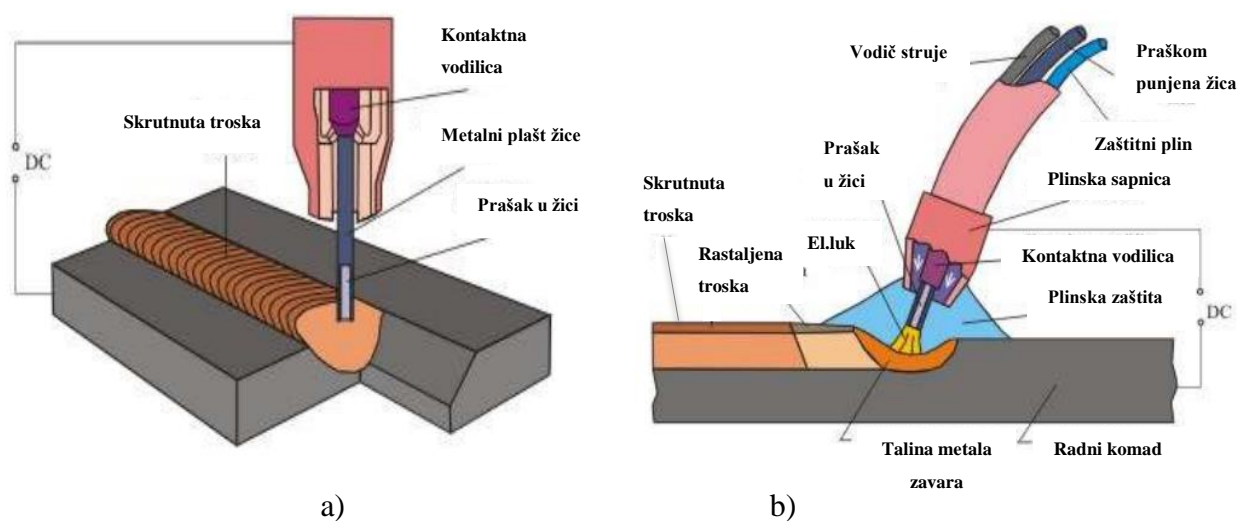 Kontaktna
vodilica
Skrutnuta troska
Metalni plašt žice
DC
Prašak u žici
a)
Vodič struje
Praškom
punjena žica
Zaštitni plin
Prašak
u žici
Plinska sapnica
Skrutnuta
troska
El.luk
Rastaljena
troska
Kontaktna vodilica
Plinska zaštita
DC
Talina metala
zavara
Radni komad
b)